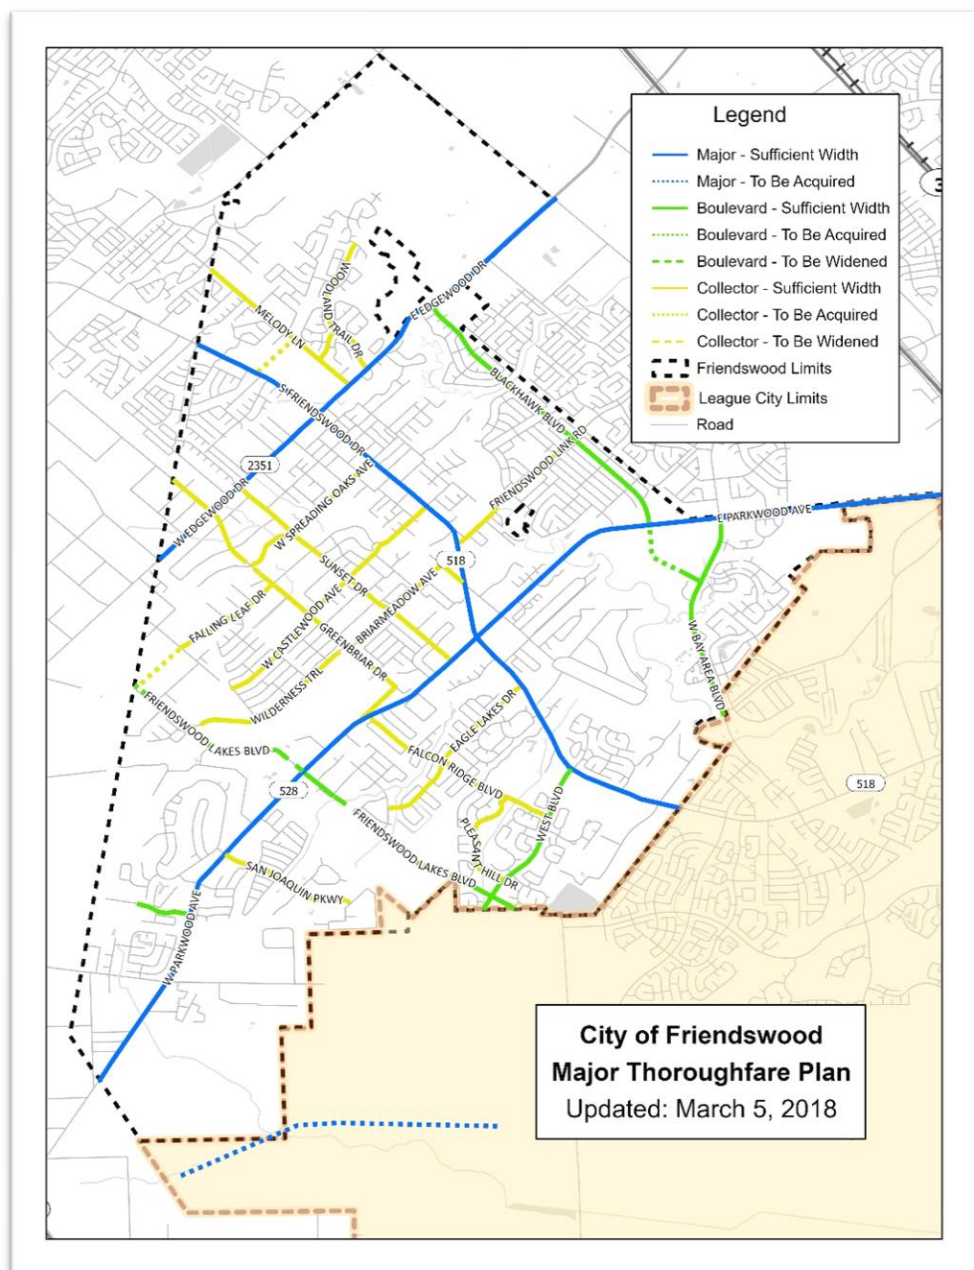 Legend
Major - Sufficient Width
Major - To Be Acquired
Boulevard - Sufficient Width
Boulevard - To Be Acquired
Boulevard - To Be Widened
Collector - Sufficient Width
Collector - To Be Acquired
Collector - To Be Widened
Friendswood Limits
League City Limits
Road
3
E EDGEWOOD DR
WOODLAND TRAIL DR
MELODY LN
S FRIENDSWOOD DR
BLACKHAWK BLVD
FRIENDSWOOD LINK RD
2351
W EDGEWOOD DR
W SPREADING OAKS AVE
E PARKWOOD AVE
518
SUNSET DR
BRIARMEADOW AVE
FALLING LEAF DR
W CASTLEWOOD AVE
GREENBRIAR DR
W BAY AREA BLVD
WILDERNESS TRL
FRIENDSWOOD LAKES BLVD
EAGLE LAKES DR
FALCON RIDGE BLVD
528
518
WEST BLVD
PLEASANT HILL DR
FRIENDSWOOD LAKES BLVD
SAN JOAQUIN PKWY
W PARKWOOD AVE
City of Friendswood
Major Thoroughfare Plan
Updated: March 5, 2018